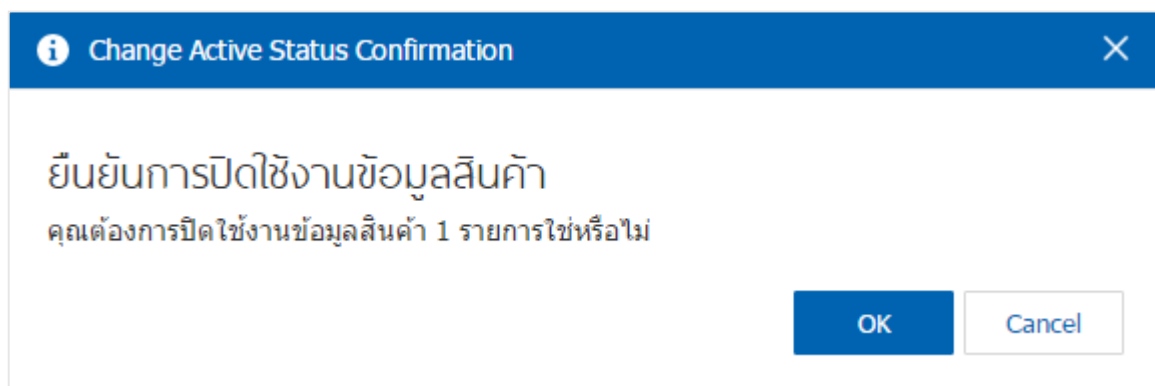 Change Active Status Confirmation
ยืนยันการปิดใช้งานข้อมูลสินค้า
คุณต้องการปิดใช้งานข้อมูลสินค้า 1 รายการใช่หรือไม่
OK
Cancel